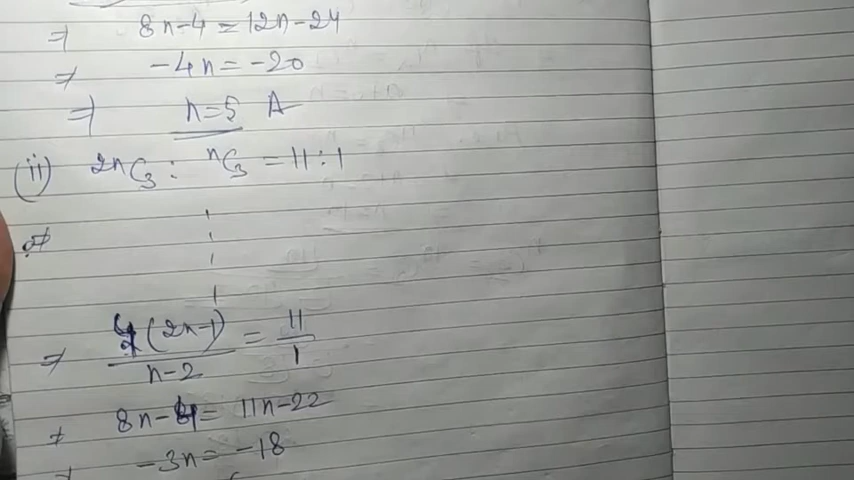 ⇒ 8n-4 = 12n-24
⇒ -4n = -20
⇒ n=5 A
(ii) 2nC3 : nC3 = 11:1
⇒
⇒ 4(2n-1)/n-2 = 11/1
⇒ 8n-4 = 11n-22
⇒ -3n = -18